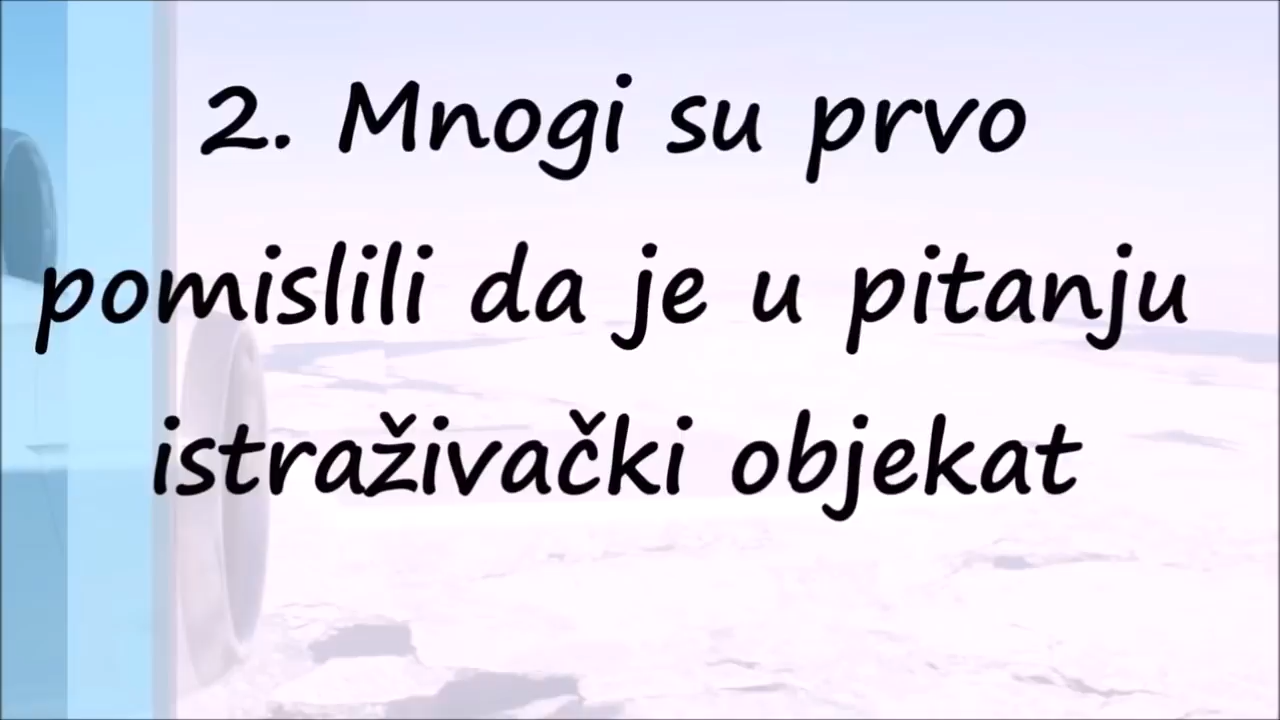 2. Mnogi su prvo
pomislili da je u pitanju
istraživački objekat